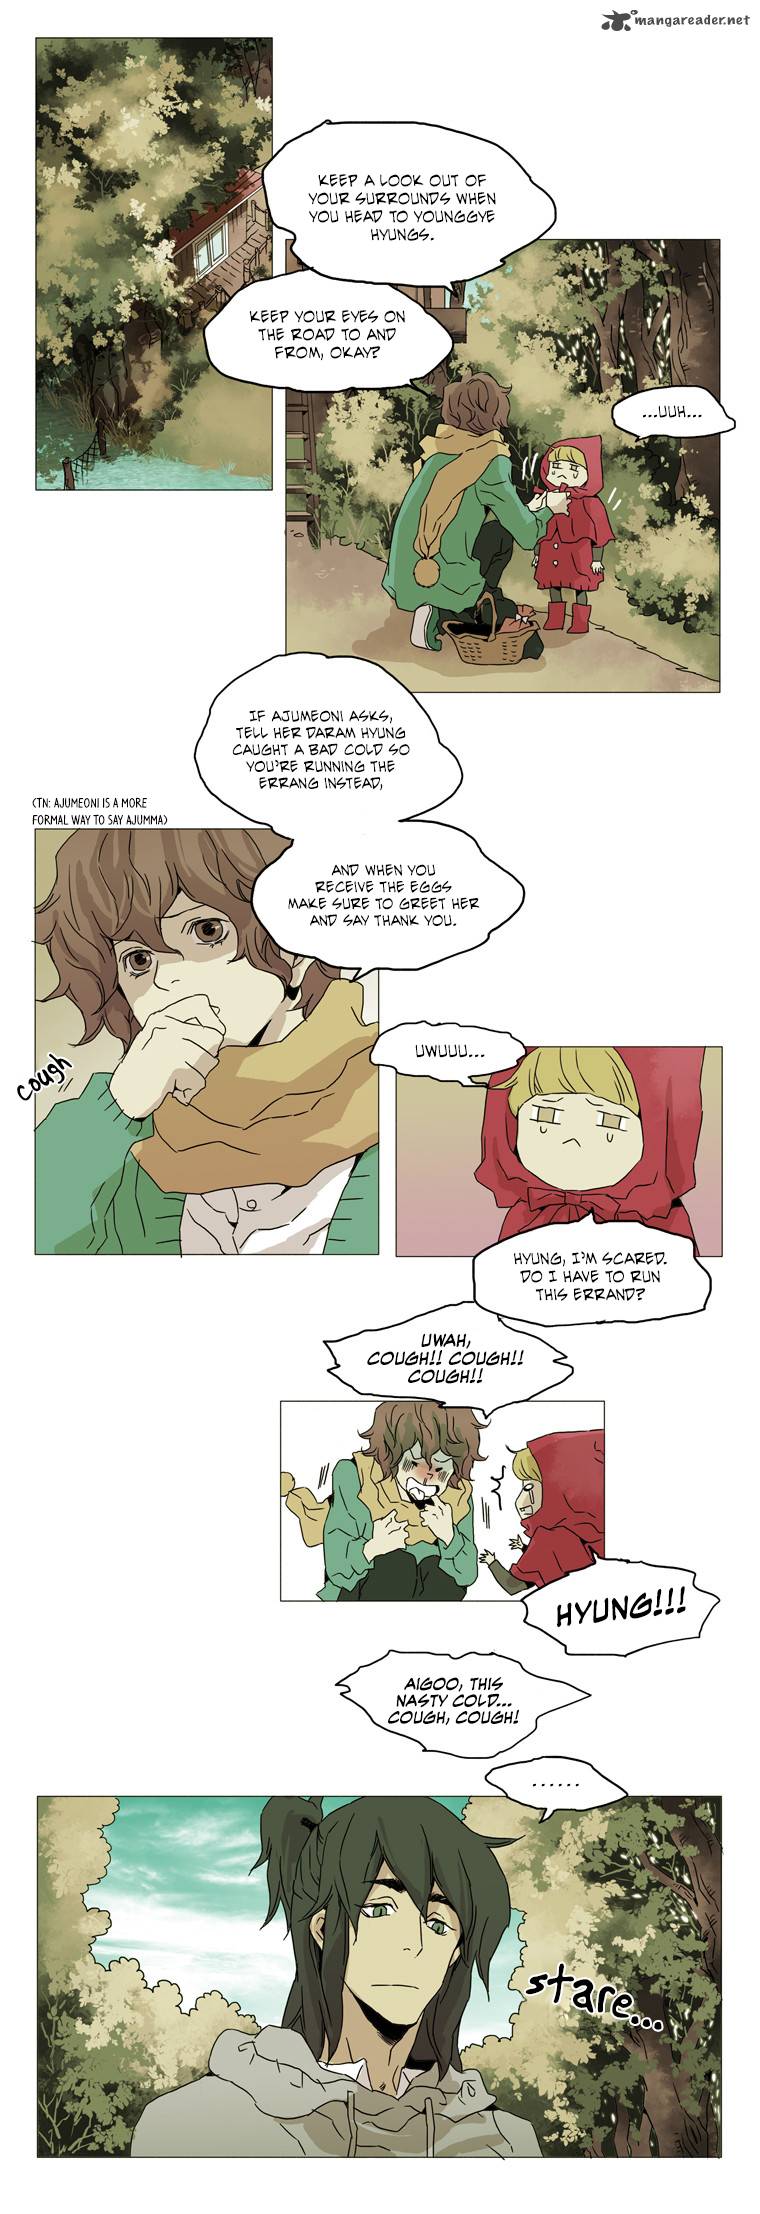 mangareader.net
KEEP A LOOK OUT OF
YOUR SURROUNDS WHEN
YOU HEAD TO YOUNGGYE
HYUNGS.
KEEP YOUR EYES ON
THE ROAD TO AND
FROM, OKAY?
...UUH...
IF AJUMEONI ASKS,
TELL HER DARAM HYUNG
CAUGHT A BAD COLD SO
YOU'RE RUNNING THE
ERRANG INSTEAD,
(TN: AJUMEONI IS A MORE
FORMAL WAY TO SAY AJUMMA)
AND WHEN YOU
RECEIVE THE EGGS
MAKE SURE TO GREET HER
AND SAY THANK YOU.
cough
UWUUU...
HYUNG, I'M SCARED.
DO I HAVE TO RUN
THIS ERRAND?
UWAH,
COUGH!! COUGH!!
COUGH!!
HYUNG!!!
AIGOO, THIS
NASTY COLD...
COUGH, COUGH!
......
stare...